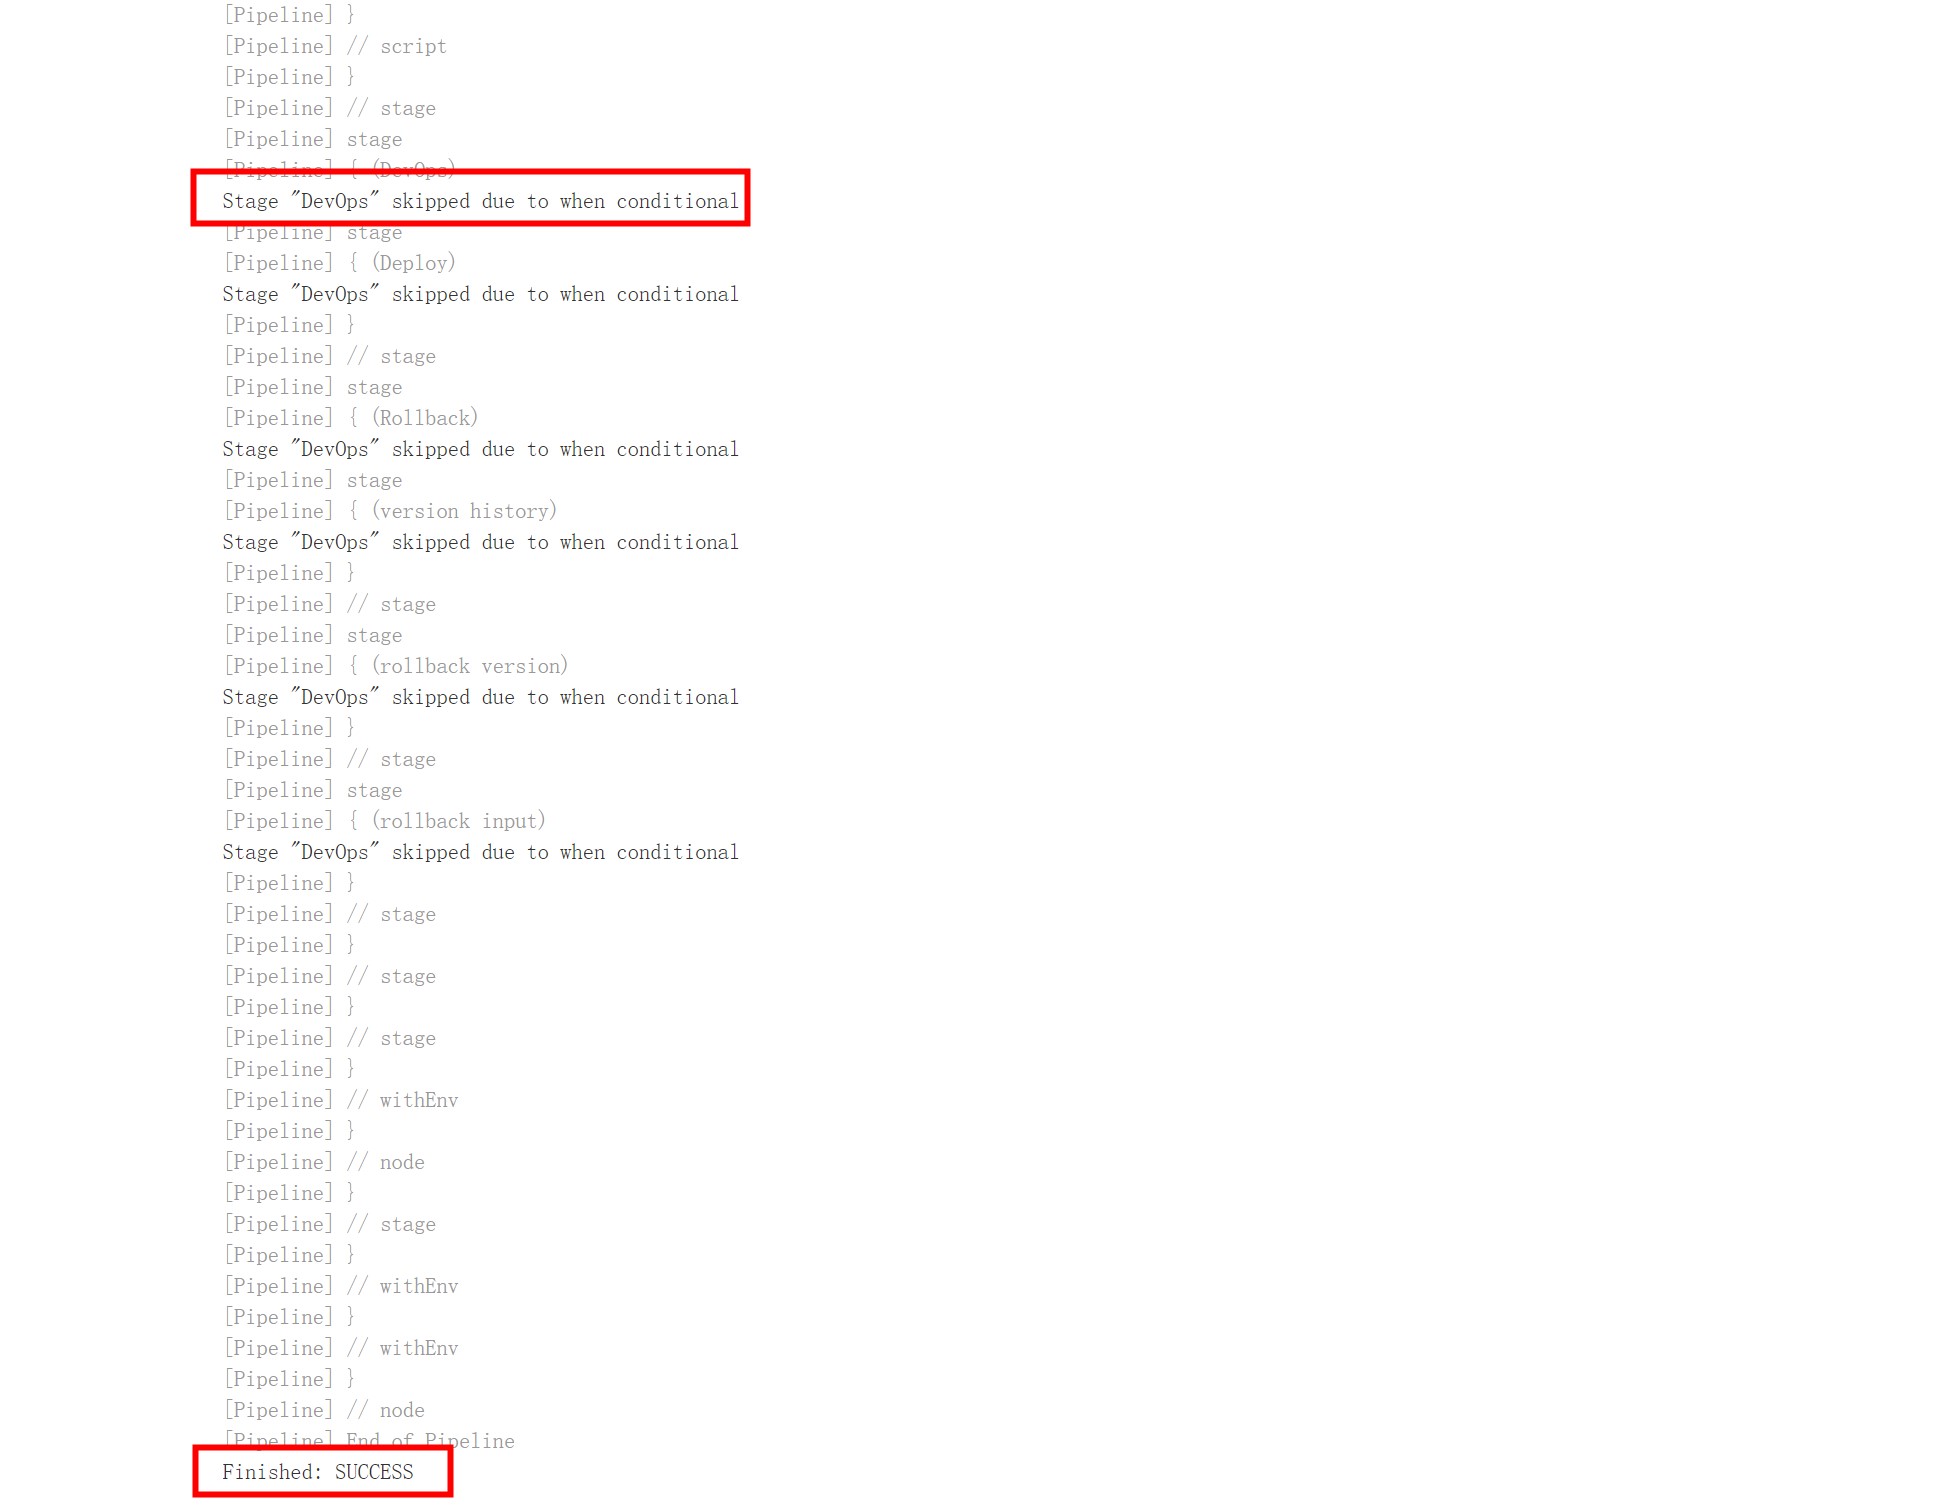 [Pipeline] }
[Pipeline] // script
[Pipeline] }
[Pipeline] // stage
[Pipeline] stage
[Pipeline] { (DevOps)
Stage "DevOps" skipped due to when conditional
[Pipeline] stage
[Pipeline] { (Deploy)
Stage "DevOps" skipped due to when conditional
[Pipeline] }
[Pipeline] // stage
[Pipeline] stage
[Pipeline] { (Rollback)
Stage "DevOps" skipped due to when conditional
[Pipeline] stage
[Pipeline] { (version history)
Stage "DevOps" skipped due to when conditional
[Pipeline] }
[Pipeline] // stage
[Pipeline] stage
[Pipeline] { (rollback version)
Stage "DevOps" skipped due to when conditional
[Pipeline] }
[Pipeline] // stage
[Pipeline] stage
[Pipeline] { (rollback input)
Stage "DevOps" skipped due to when conditional
[Pipeline] }
[Pipeline] // stage
[Pipeline] }
[Pipeline] // stage
[Pipeline] }
[Pipeline] // stage
[Pipeline] }
[Pipeline] // withEnv
[Pipeline] }
[Pipeline] // node
[Pipeline] }
[Pipeline] // stage
[Pipeline] }
[Pipeline] // withEnv
[Pipeline] }
[Pipeline] // withEnv
[Pipeline] }
[Pipeline] // node
[Pipeline] End of Pipeline
Finished: SUCCESS